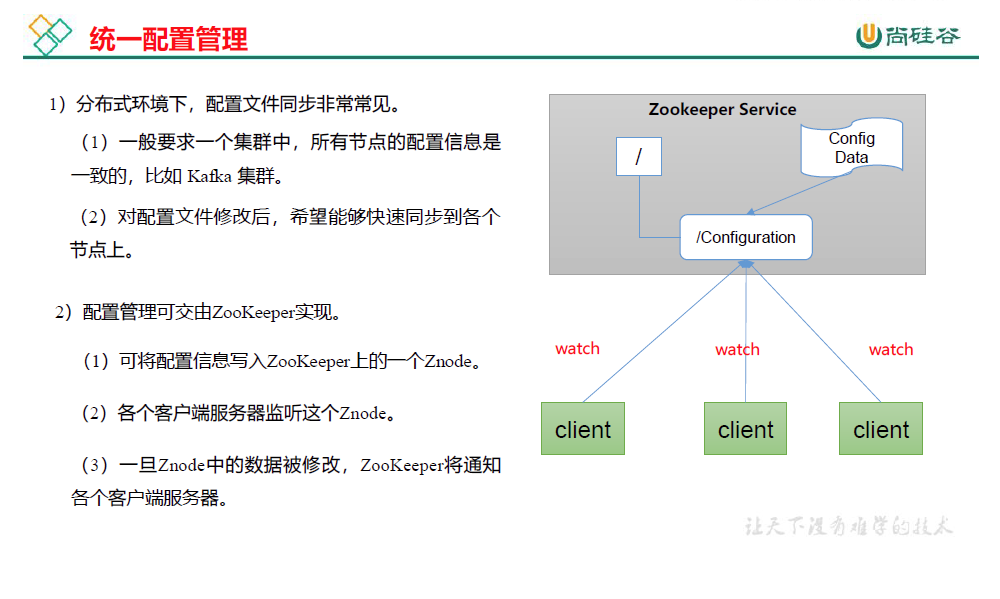 统一配置管理
尚硅谷
1）分布式环境下，配置文件同步非常常见。
（1）一般要求一个集群中，所有节点的配置信息是
一致的，比如 Kafka 集群。
（2）对配置文件修改后，希望能够快速同步到各个
节点上。
2）配置管理可交由ZooKeeper实现。
（1）可将配置信息写入ZooKeeper上的一个Znode。
（2）各个客户端服务器监听这个Znode。
（3）一旦Znode中的数据被修改，ZooKeeper将通知
各个客户端服务器。
Zookeeper Service
/
Config
Data
/Configuration
watch
watch
watch
client
client
client
让天下没有难学的技术